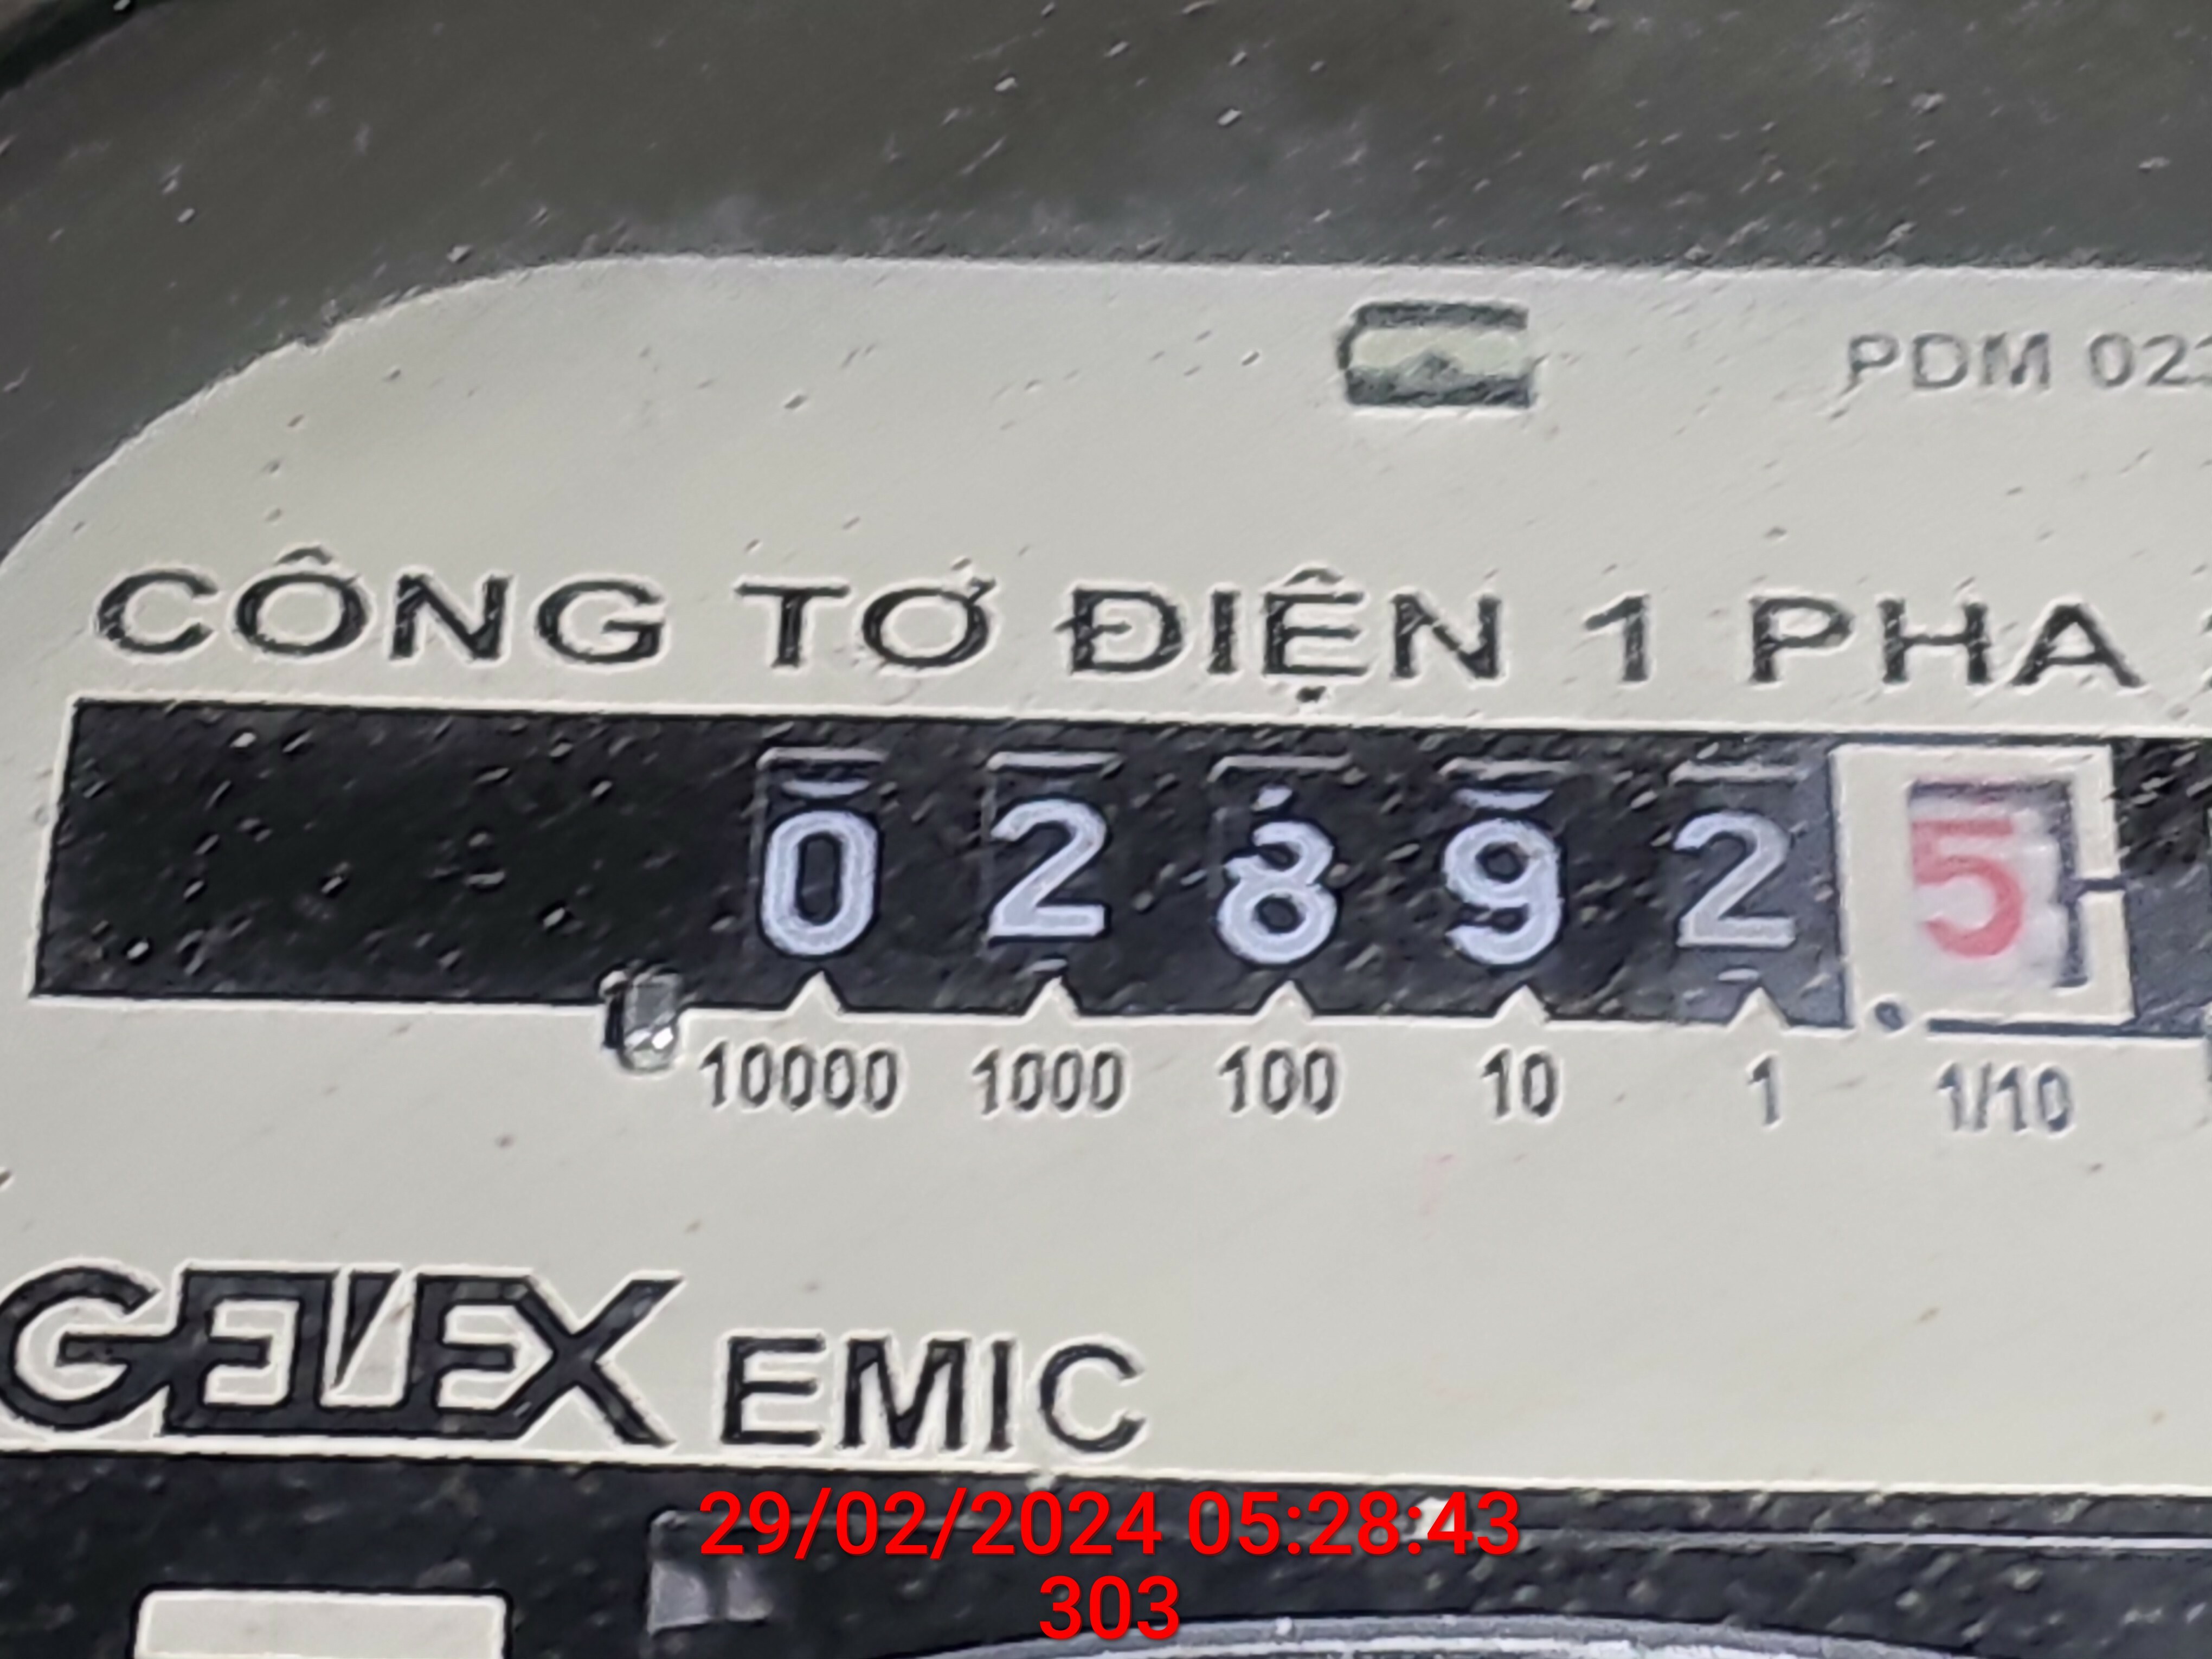 PDM 02
CÔNG TƠ ĐIỆN 1 PHA
0 2 8 9 2 5
10000 1000 100 10 1 1/10
GELEX EMIC
29/02/2024 05:28:43
303